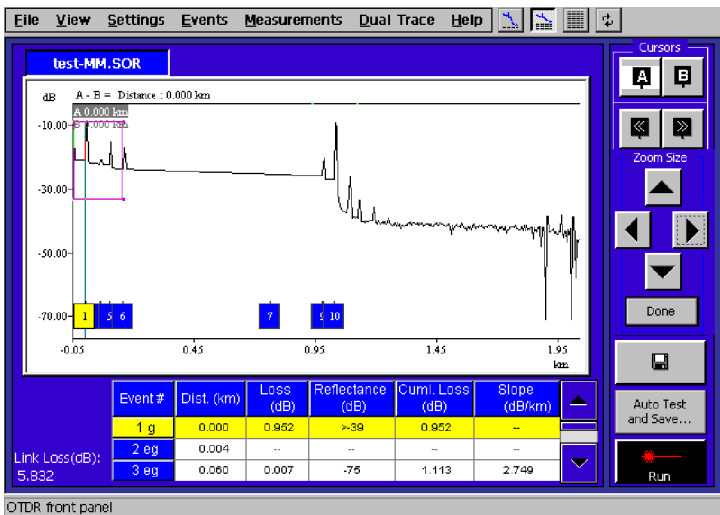 File View Settings Events Measurements Dual Trace Help
test-MM.SOR
dB A - B = Distance : 0.000 km
A 0.000 km
B 0.000 km
-10.00
-30.00
-50.00
-70.00
1 5 6 7 9 10
-0.05 0.45 0.95 1.45 1.95
km
Event# Dist. (km) Loss (dB) Reflectance (dB) Cuml. Loss (dB) Slope (dB/km)
1 g 0.000 0.952 >-39 0.952 --
2 eg 0.004 -- -- -- --
3 eg 0.060 0.007 -75 1.113 2.749
Link Loss(dB):
5.832
Cursors
A B
Zoom Size
Done
Auto Test
and Save...
Run
OTDR front panel